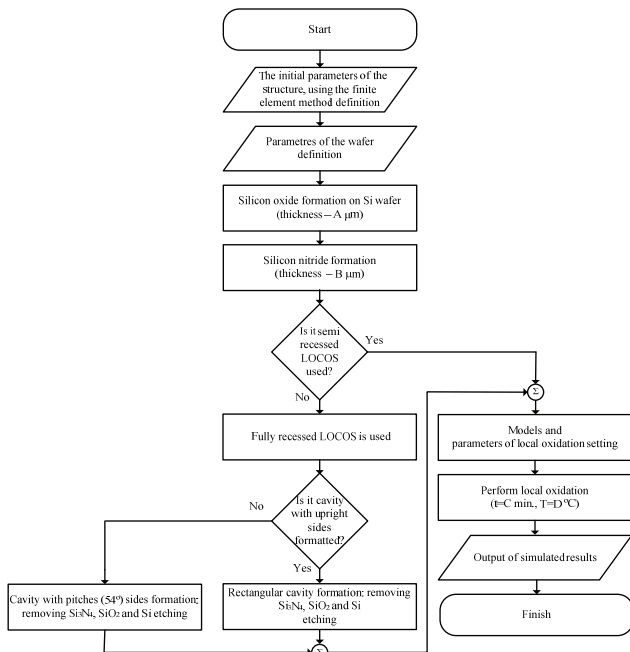 Start
The initial parameters of the
structure, using the finite
element method definition
Parametres of the wafer
definition
Silicon oxide formation on Si wafer
(thickness – A µm)
Silicon nitride formation
(thickness – B µm)
Is it semi
recessed
LOCOS
used?
Yes
No
Σ
Fully recessed LOCOS is used
Models and
parameters of local oxidation setting
Is it cavity
with upright
sides
formatted?
No
Yes
Perform local oxidation
(t=C min., T=D ºC)
Output of simulated results
Cavity with pitches (54º) sides formation;
removing Si₃N₄, SiO₂ and Si etching
Rectangular cavity formation; removing
Si₃N₄, SiO₂ and Si
etching
Finish
Σ